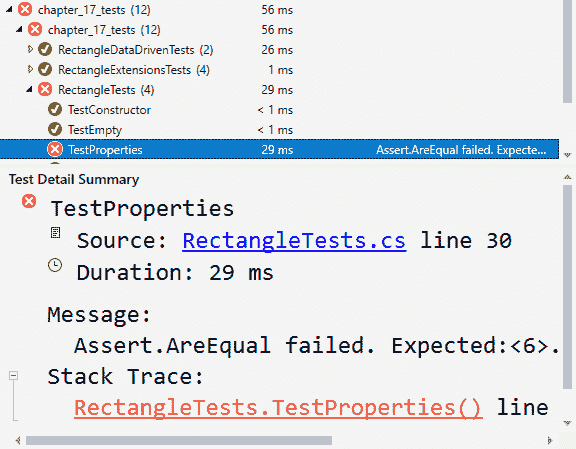 chapter_17_tests (12) 56 ms
chapter_17_tests (12) 56 ms
RectangleDataDrivenTests (2) 26 ms
RectangleExtensionsTests (4) 1 ms
RectangleTests (4) 29 ms
TestConstructor < 1 ms
TestEmpty < 1 ms
TestProperties 29 ms Assert.AreEqual failed. Expecte...
Test Detail Summary
TestProperties
Source: RectangleTests.cs line 30
Duration: 29 ms
Message:
Assert.AreEqual failed. Expected:<6>.
Stack Trace:
RectangleTests.TestProperties() line